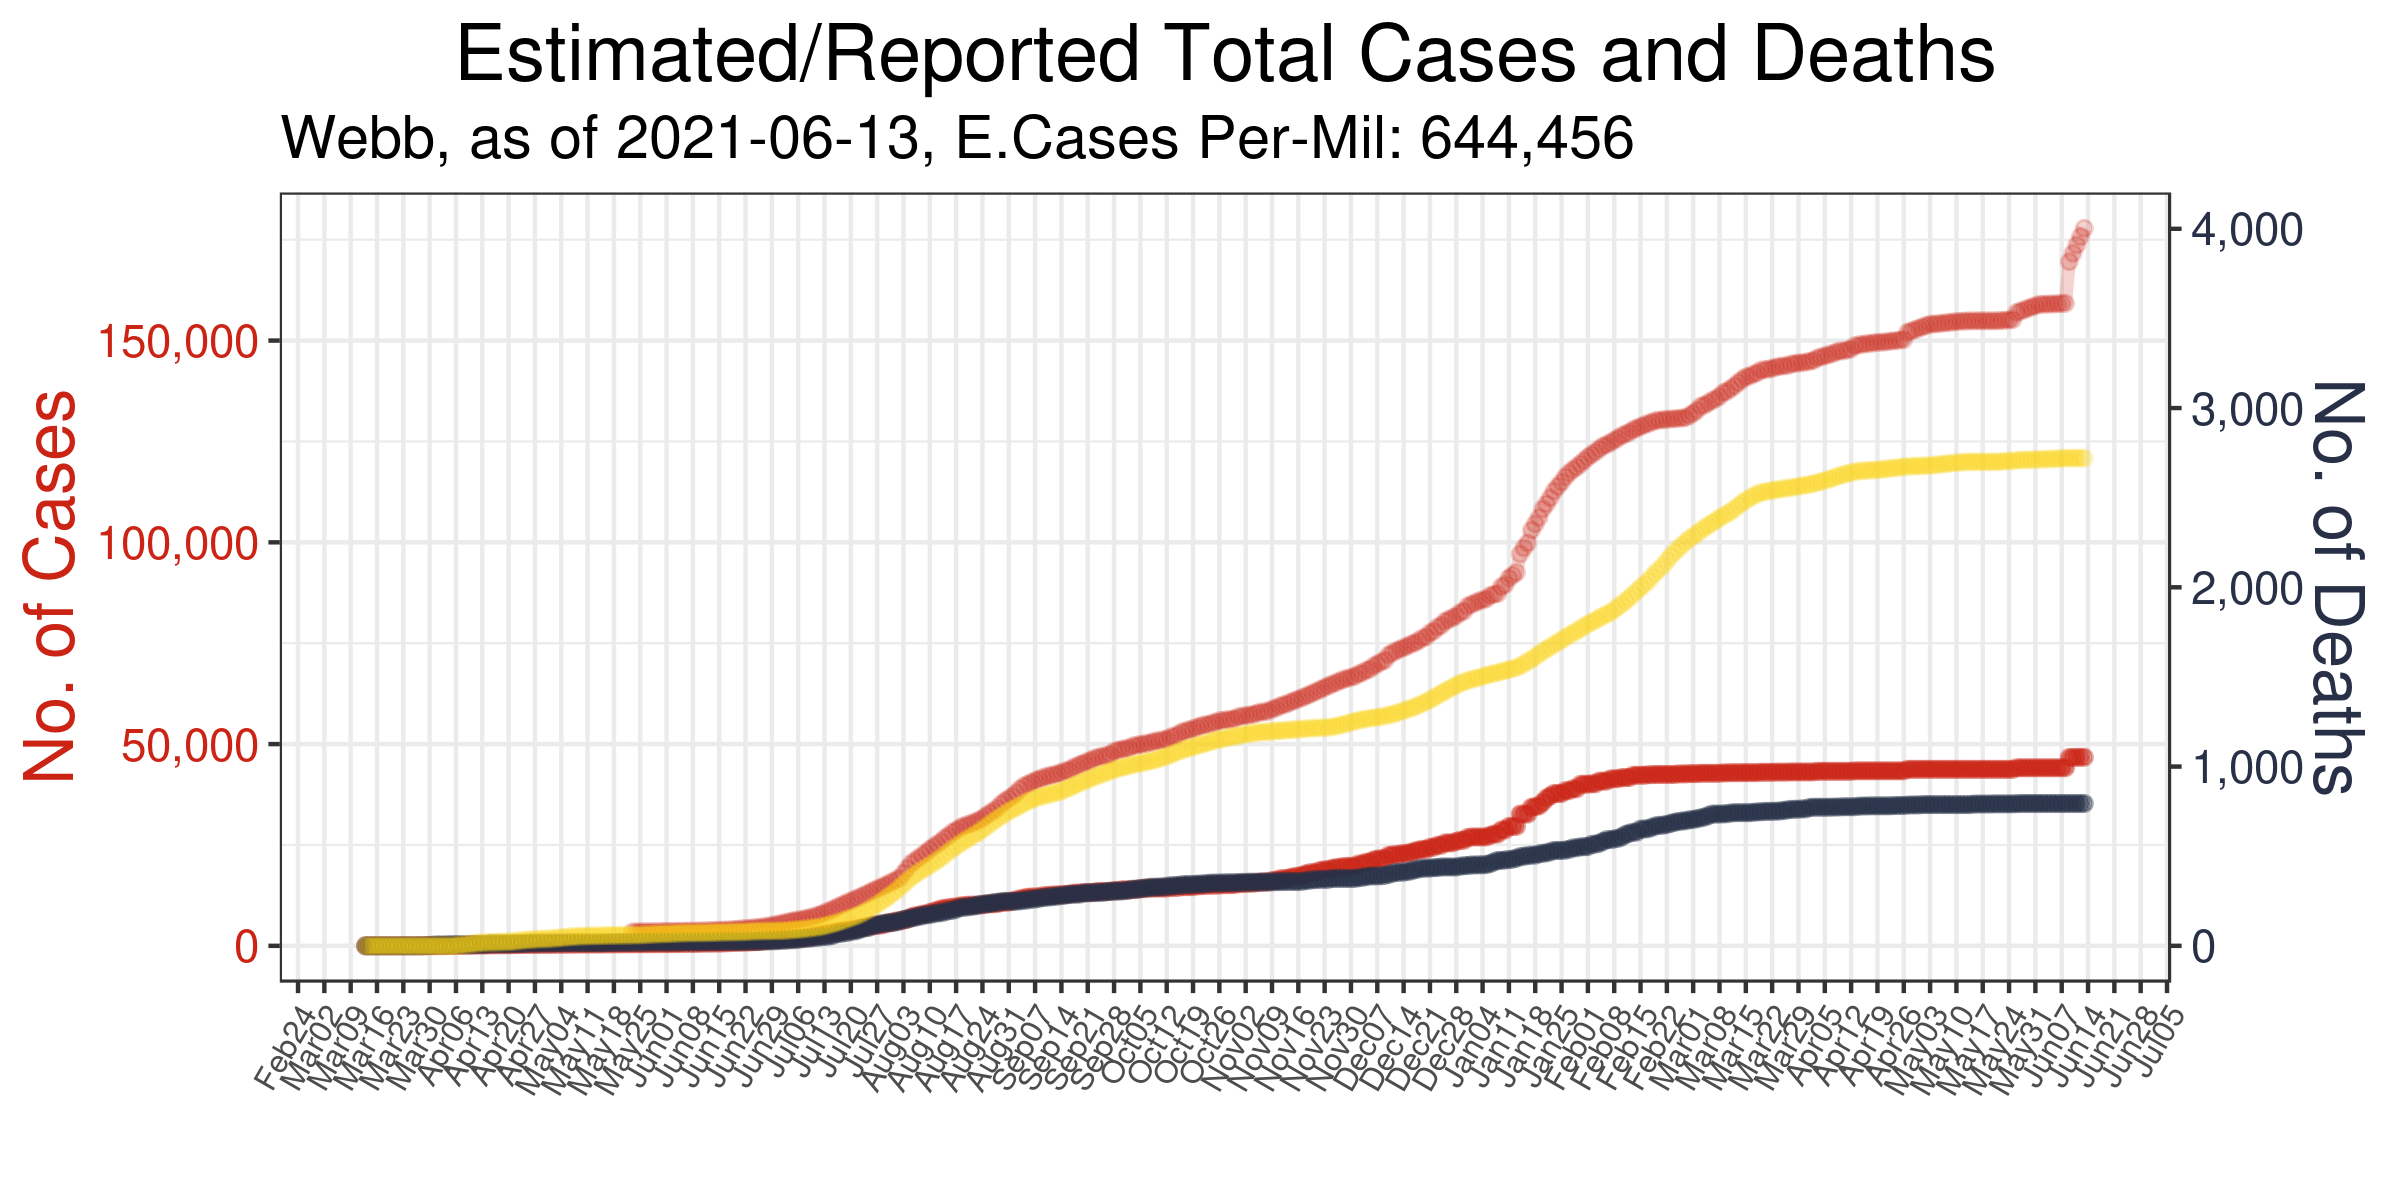 Estimated/Reported Total Cases and Deaths
Webb, as of 2021-06-13, E.Cases Per-Mil: 644,456
No. of Cases
150,000
100,000
50,000
0
4,000
3,000
2,000
1,000
0
No. of Deaths
Feb24
Mar02
Mar09
Mar16
Mar23
Mar30
Apr06
Apr13
Apr20
Apr27
May04
May11
May18
May25
Jun01
Jun08
Jun15
Jun22
Jun29
Jul06
Jul13
Jul20
Jul27
Aug03
Aug10
Aug17
Aug24
Aug31
Sep07
Sep14
Sep21
Sep28
Oct05
Oct12
Oct19
Oct26
Nov02
Nov09
Nov16
Nov23
Nov30
Dec07
Dec14
Dec21
Dec28
Jan04
Jan11
Jan18
Jan25
Feb01
Feb08
Feb15
Feb22
Mar01
Mar08
Mar15
Mar22
Mar29
Apr05
Apr12
Apr19
Apr26
May03
May10
May17
May24
May31
Jun07
Jun14
Jun21
Jun28
Jul05